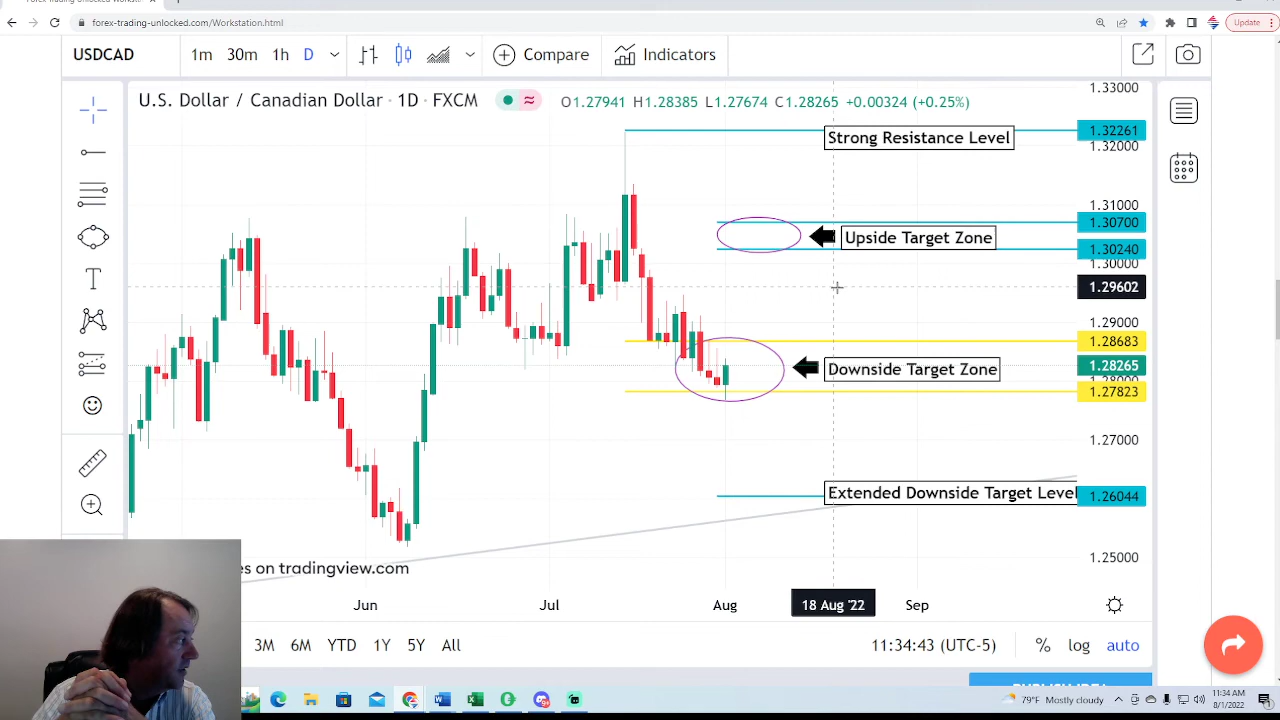 forex-trading-unlocked.com/Workstation.html
Update
USDCAD 1m 30m 1h D Compare Indicators
U.S. Dollar / Canadian Dollar · 1D · FXCM ≈ O1.27941 H1.28385 L1.27674 C1.28265 +0.00324 (+0.25%)
1.33000
Strong Resistance Level
1.32261
1.32000
1.31000
1.30700
Upside Target Zone
1.30240
1.30000
1.29602
1.29000
1.28683
1.28265
Downside Target Zone
1.27823
1.27000
Extended Downside Target Level
1.26044
1.25000
es on tradingview.com
Jun Jul Aug 18 Aug '22 Sep
3M 6M YTD 1Y 5Y All 11:34:43 (UTC-5) % log auto
79°F Mostly cloudy
11:34 AM
8/1/2022